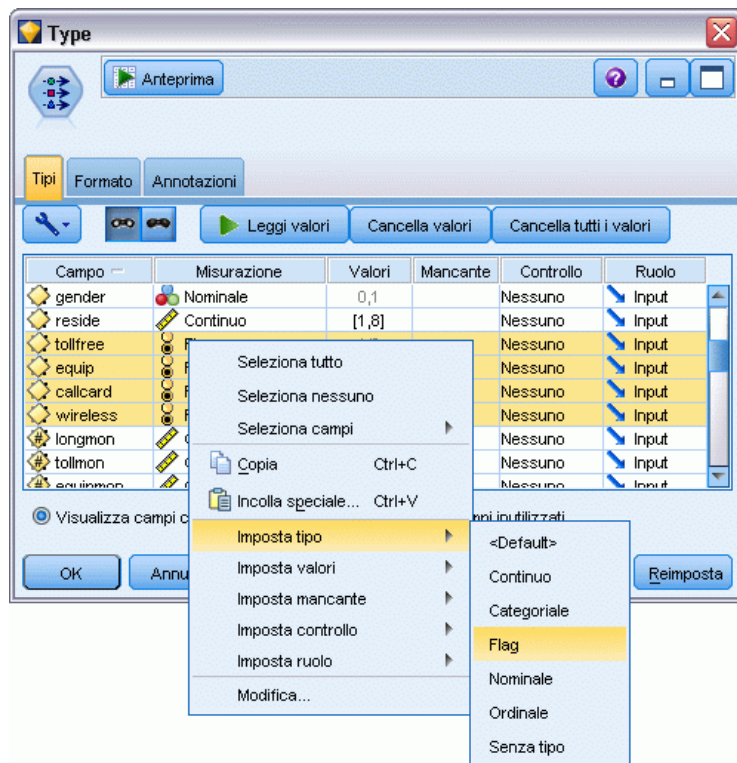 Type
Anteprima
Tipi Formato Annotazioni
Leggi valori Cancella valori Cancella tutti i valori
Campo Misurazione Valori Mancante Controllo Ruolo
gender Nominale 0,1 Nessuno Input
reside Continuo [1,8] Nessuno Input
tollfree Nessuno Input
equip Nessuno Input
callcard Nessuno Input
wireless Nessuno Input
longmon Nessuno Input
tollmon Nessuno Input
equipmon Nessuno Input
Visualizza campi inutilizzati
OK Annu Reimposta
Seleziona tutto
Seleziona nessuno
Seleziona campi
Copia Ctrl+C
Incolla speciale... Ctrl+V
Imposta tipo
Imposta valori
Imposta mancante
Imposta controllo
Imposta ruolo
Modifica...
<Default>
Continuo
Categoriale
Flag
Nominale
Ordinale
Senza tipo